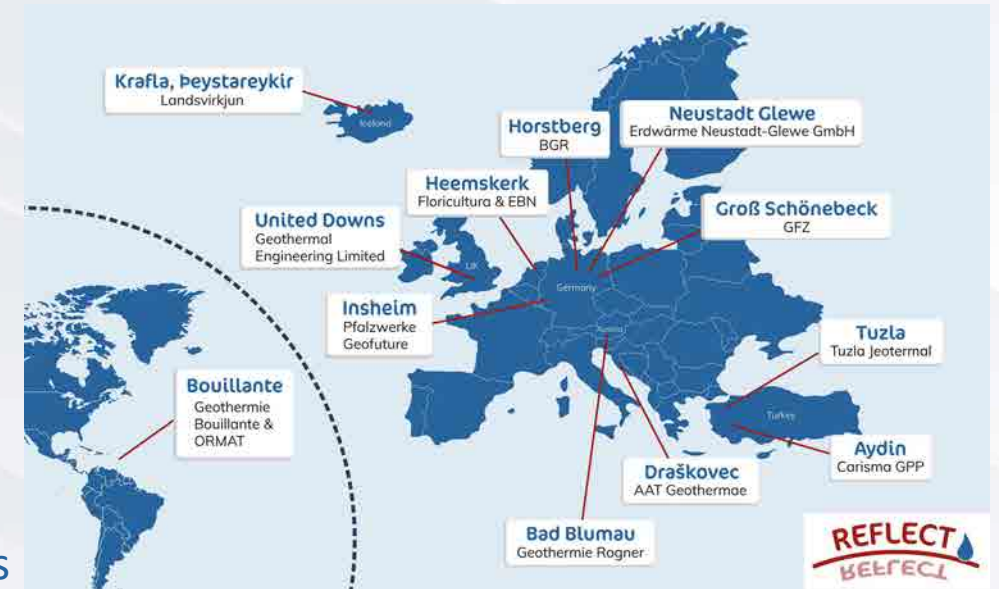 Krafla, Þeystareykir
Landsvirkjun
Iceland
Horstberg
BGR
Neustadt Glewe
Erdwärme Neustadt-Glewe GmbH
Heemskerk
Floricultura & EBN
Groß Schönebeck
GFZ
United Downs
Geothermal
Engineering Limited
UK
Germany
Insheim
Pfalzwerke
Geofuture
Austria
Tuzla
Tuzla Jeotermal
Bouillante
Geothermie
Bouillante &
ORMAT
Turkey
Aydin
Carisma GPP
Draškovec
AAT Geothermae
Bad Blumau
Geothermie Rogner
REFLECT
REFLECT
s